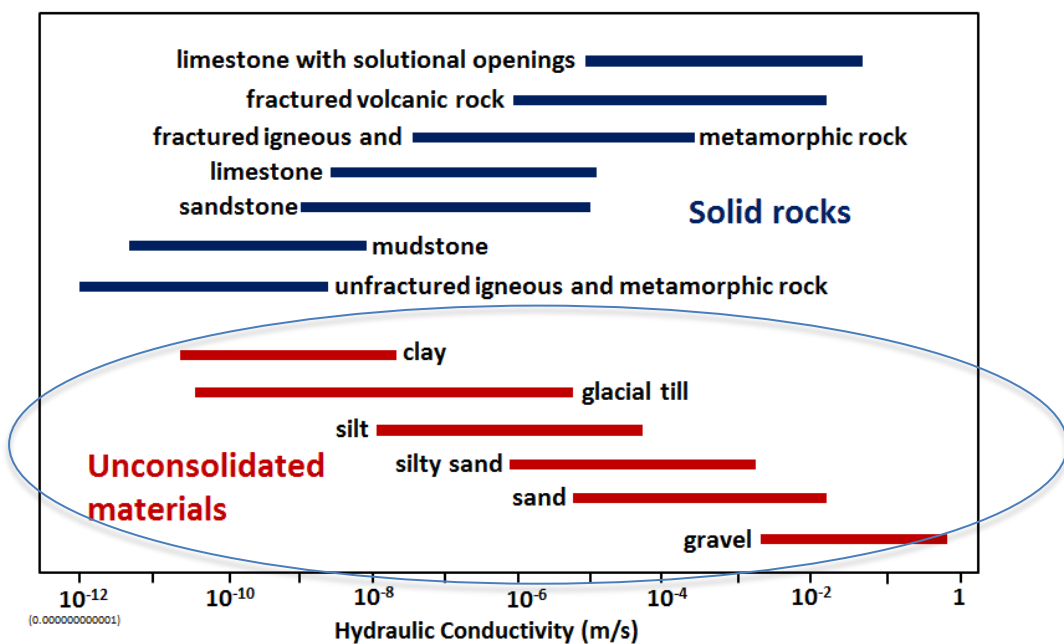 limestone with solutional openings
fractured volcanic rock
fractured igneous and metamorphic rock
limestone
sandstone
Solid rocks
mudstone
unfractured igneous and metamorphic rock
clay
glacial till
silt
Unconsolidated
materials
silty sand
sand
gravel
10⁻¹² 10⁻¹⁰ 10⁻⁸ 10⁻⁶ 10⁻⁴ 10⁻² 1
(0.000000000001)
Hydraulic Conductivity (m/s)